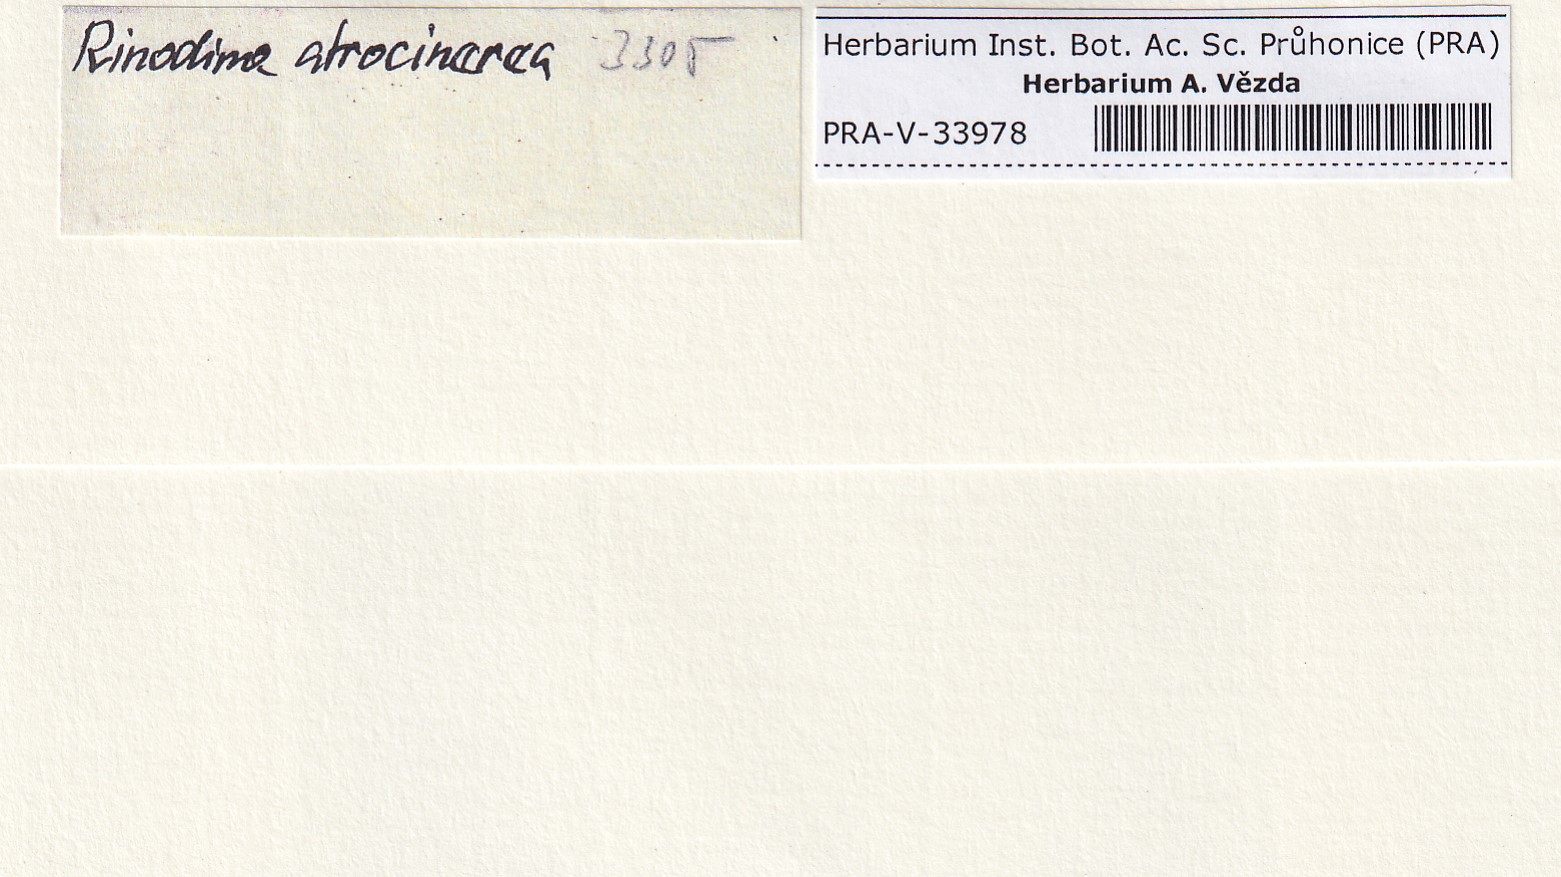 Rinodina atrocinerea 3305
Herbarium Inst. Bot. Ac. Sc. Průhonice (PRA)
Herbarium A. Vězda
PRA-V-33978